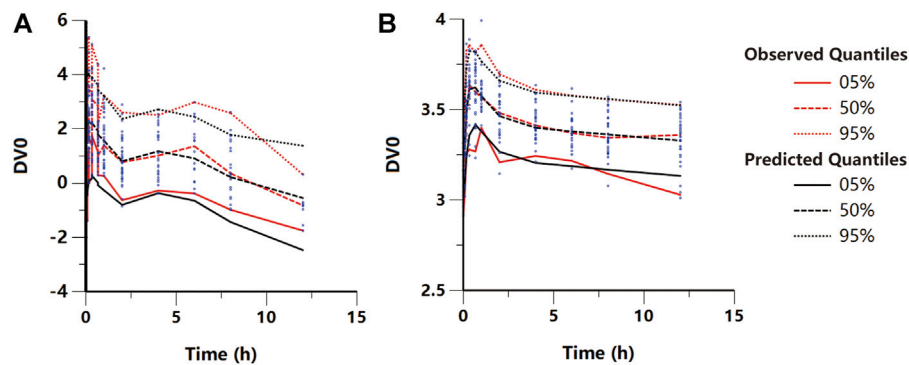 A
DV0
6
4
2
0
-2
-4
0 5 10 15
Time (h)
B
DV0
4
3.5
3
2.5
0 5 10 15
Time (h)
Observed Quantiles
05%
50%
95%
Predicted Quantiles
05%
50%
95%